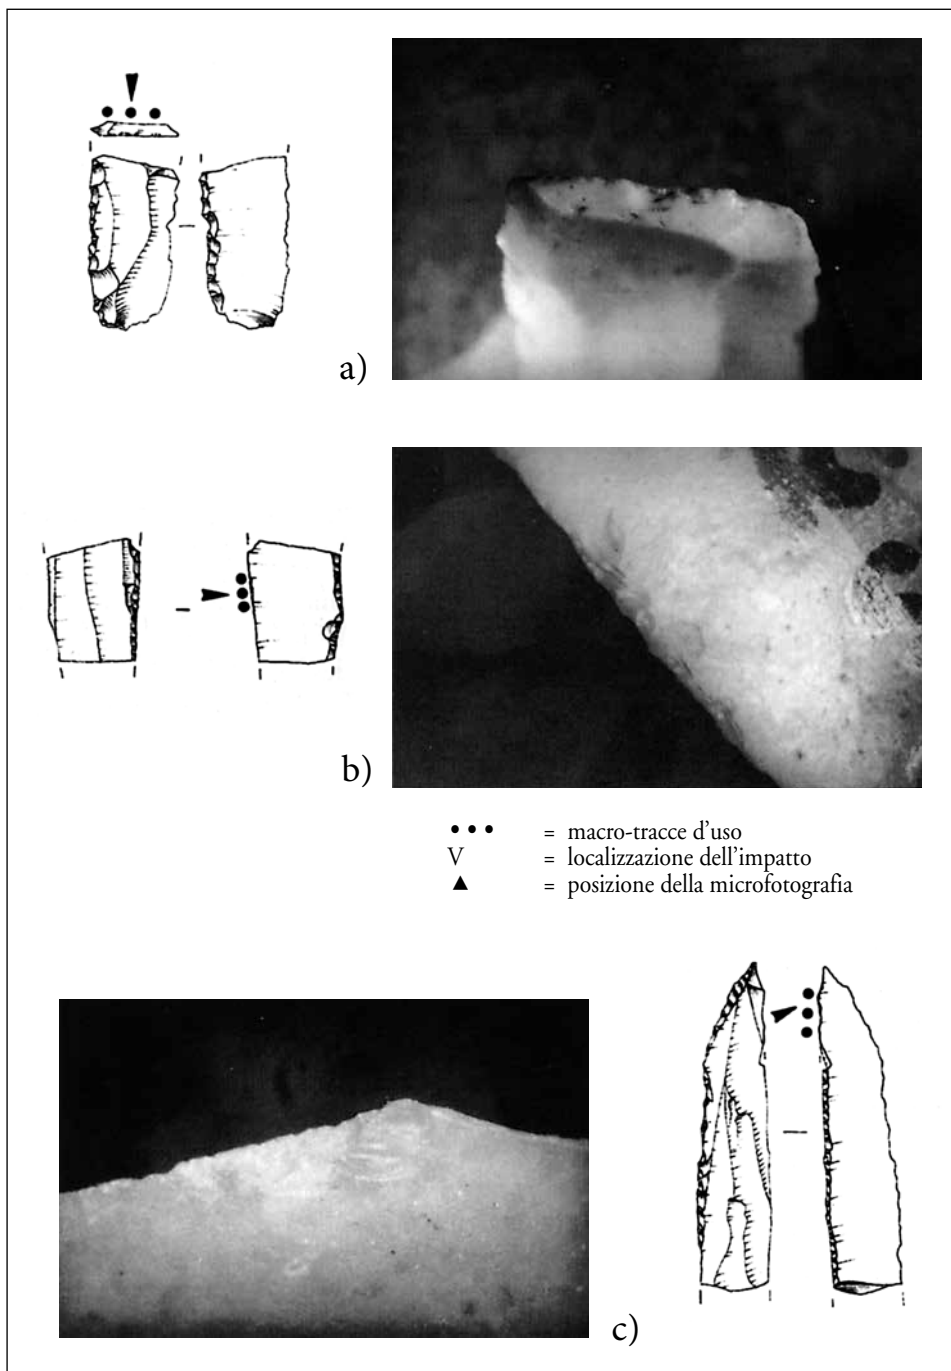 a)
b)
••• = macro-tracce d'uso
V = localizzazione dell'impatto
▲ = posizione della microfotografia
c)